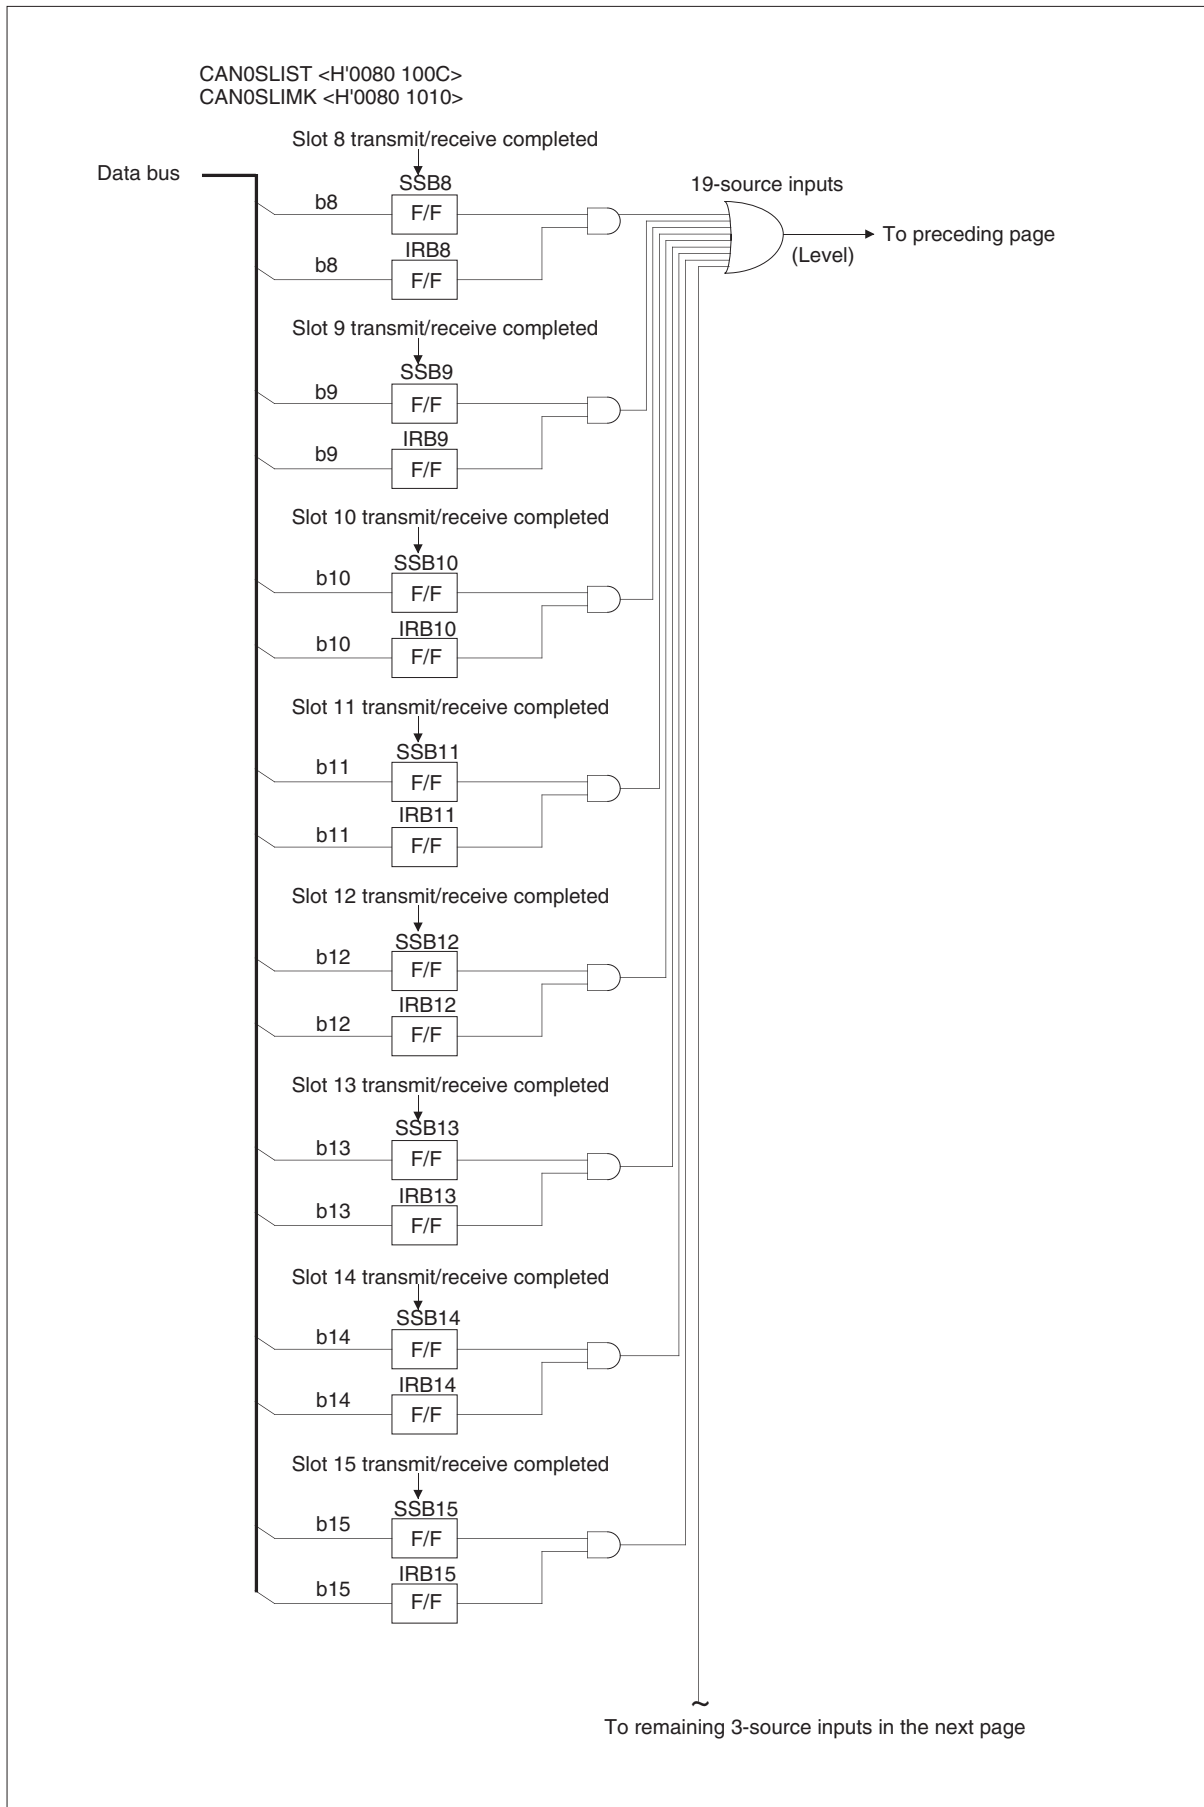 CAN0SLIST <H'0080 100C>
CAN0SLIMK <H'0080 1010>
Slot 8 transmit/receive completed
Data bus
SSB8
19-source inputs
b8
F/F
To preceding page
(Level)
IRB8
b8
F/F
Slot 9 transmit/receive completed
SSB9
b9
F/F
IRB9
b9
F/F
Slot 10 transmit/receive completed
SSB10
b10
F/F
IRB10
b10
F/F
Slot 11 transmit/receive completed
SSB11
b11
F/F
IRB11
b11
F/F
Slot 12 transmit/receive completed
SSB12
b12
F/F
IRB12
b12
F/F
Slot 13 transmit/receive completed
SSB13
b13
F/F
IRB13
b13
F/F
Slot 14 transmit/receive completed
SSB14
b14
F/F
IRB14
b14
F/F
Slot 15 transmit/receive completed
SSB15
b15
F/F
IRB15
b15
F/F
~
To remaining 3-source inputs in the next page